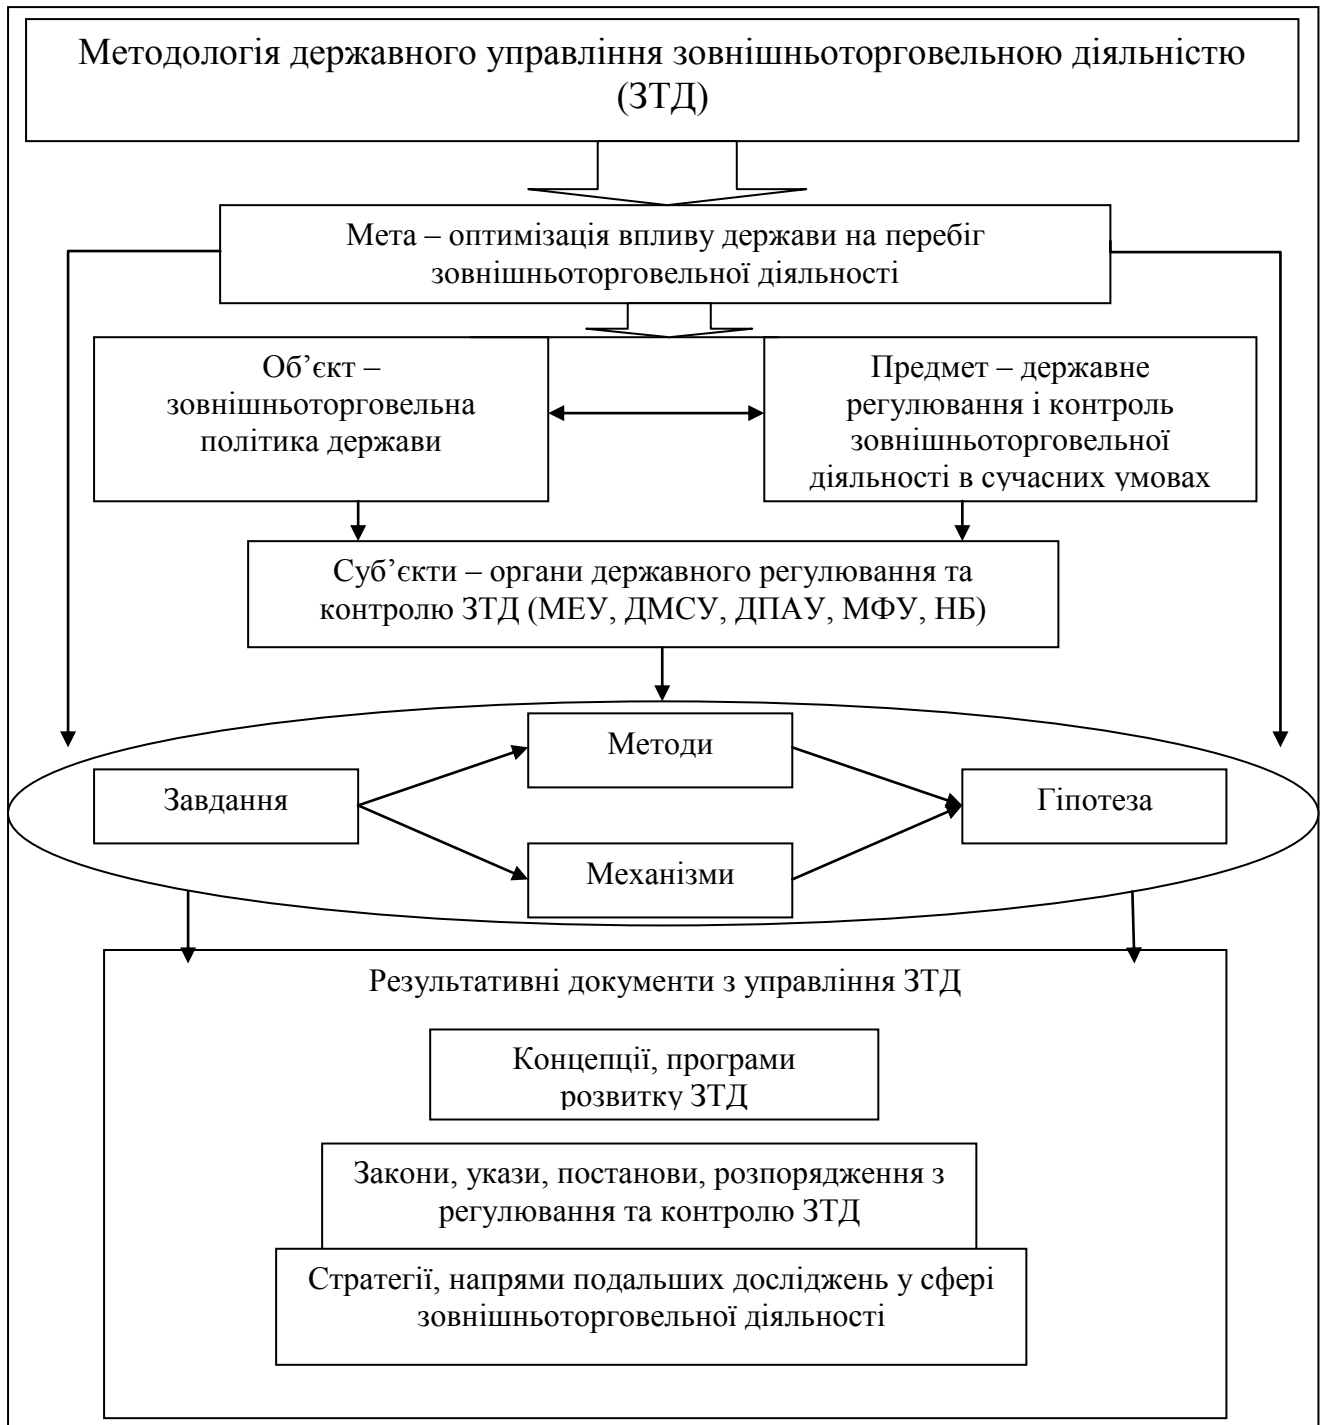 Методологія державного управління зовнішньоторговельною діяльністю
(ЗТД)
Мета – оптимізація впливу держави на перебіг
зовнішньоторговельної діяльності
Об’єкт –
зовнішньоторговельна
політика держави
Предмет – державне
регулювання і контроль
зовнішньоторговельної
діяльності в сучасних умовах
Суб’єкти – органи державного регулювання та
контролю ЗТД (МЕУ, ДМСУ, ДПАУ, МФУ, НБ)
Методи
Завдання
Гіпотеза
Механізми
Результативні документи з управління ЗТД
Концепції, програми
розвитку ЗТД
Закони, укази, постанови, розпорядження з
регулювання та контролю ЗТД
Стратегії, напрями подальших досліджень у сфері
зовнішньоторговельної діяльності